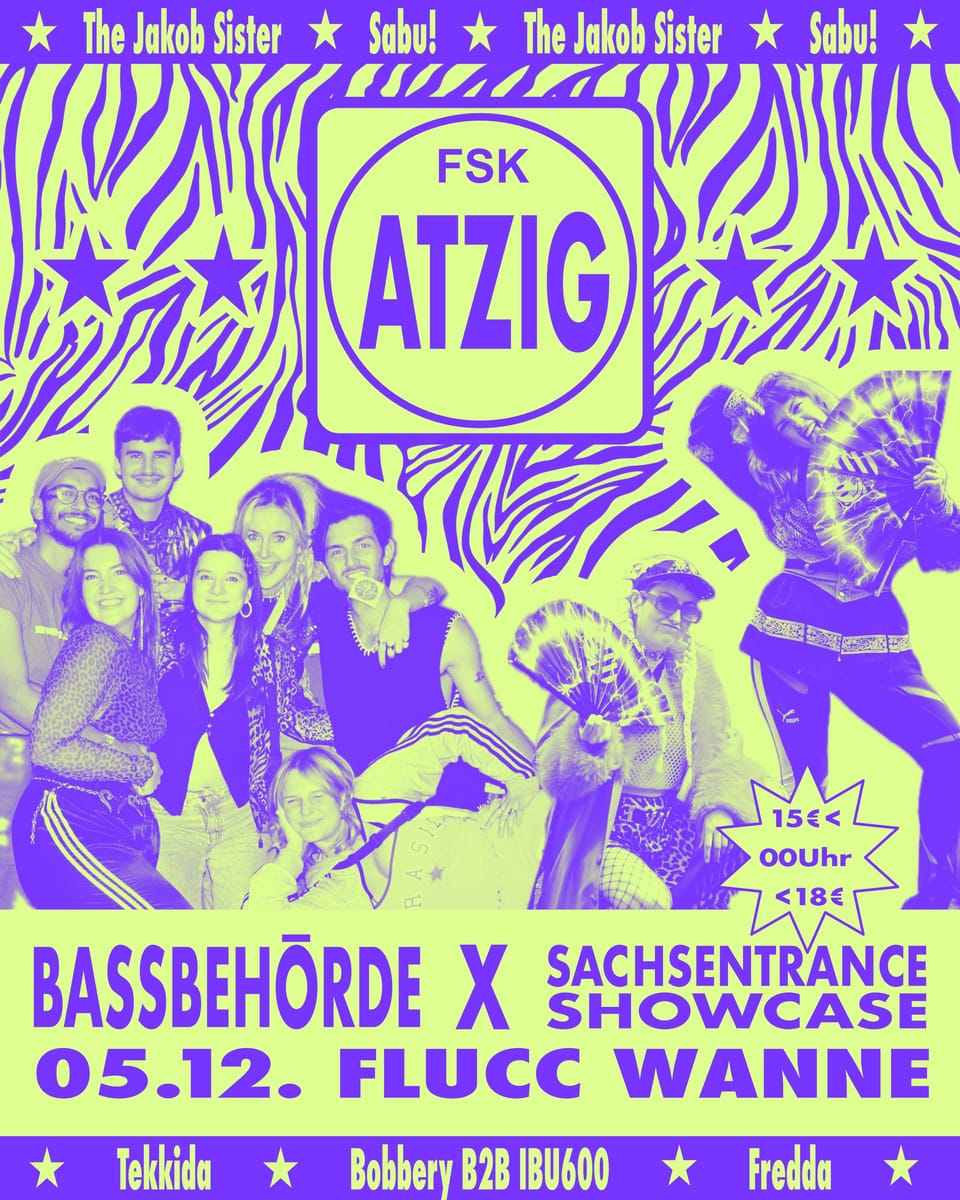 The Jakob Sister ★ Sabu! ★ The Jakob Sister ★ Sabu!
FSK
ATZIG
15€<
00Uhr
<18€
BASSBEHŌRDE X SACHSENTRANCE
SHOWCASE
05.12. FLUCC WANNE
Tekkida ★ Bobbery B2B IBU600 ★ Fredda